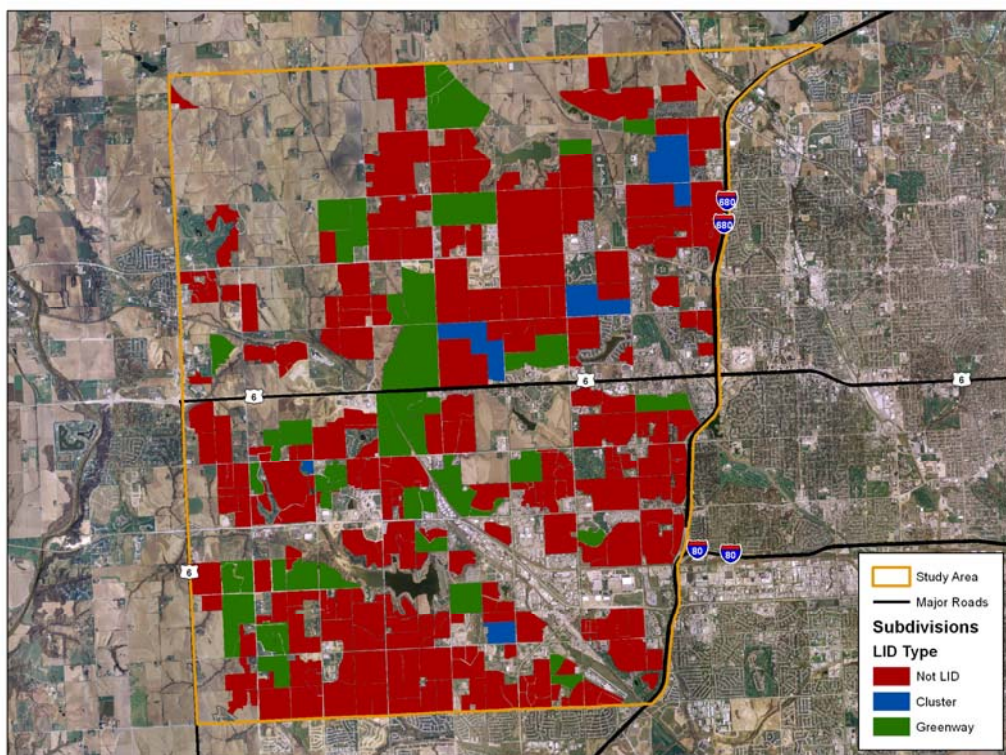 680
680
6
6
6
80
80
6
Study Area
Major Roads
Subdivisions
LID Type
Not LID
Cluster
Greenway